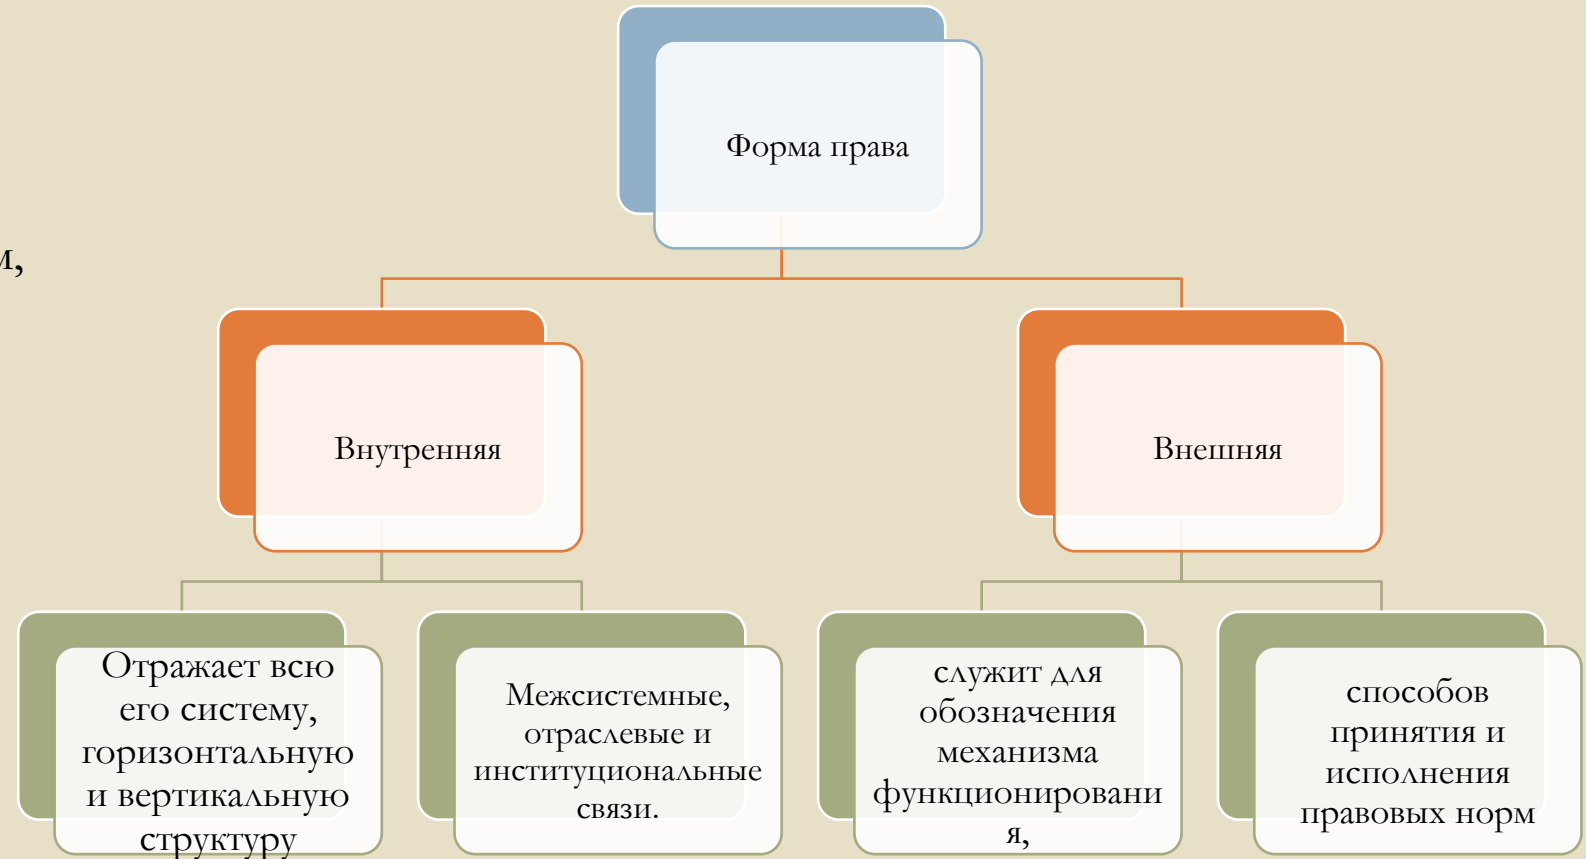 Форма права
м,
Внутренняя
Внешняя
Отражает всю
его систему,
горизонтальную
и вертикальную
структуру
Межсистемные,
отраслевые и
институциональные
связи.
служит для
обозначения
механизма
функционировани
я,
способов
принятия и
исполнения
правовых норм